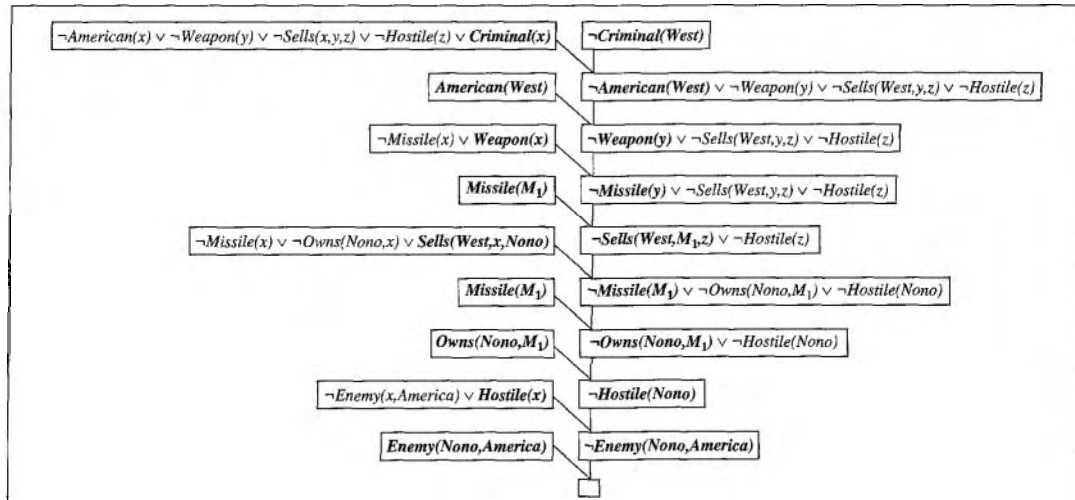 ¬American(x) ∨ ¬Weapon(y) ∨ ¬Sells(x,y,z) ∨ ¬Hostile(z) ∨ Criminal(x) ¬Criminal(West)
American(West) ¬American(West) ∨ ¬Weapon(y) ∨ ¬Sells(West,y,z) ∨ ¬Hostile(z)
¬Missile(x) ∨ Weapon(x) ¬Weapon(y) ∨ ¬Sells(West,y,z) ∨ ¬Hostile(z)
Missile(M₁) ¬Missile(y) ∨ ¬Sells(West,y,z) ∨ ¬Hostile(z)
¬Missile(x) ∨ ¬Owns(Nono,x) ∨ Sells(West,x,Nono) ¬Sells(West,M₁,z) ∨ ¬Hostile(z)
Missile(M₁) ¬Missile(M₁) ∨ ¬Owns(Nono,M₁) ∨ ¬Hostile(Nono)
Owns(Nono,M₁) ¬Owns(Nono,M₁) ∨ ¬Hostile(Nono)
¬Enemy(x,America) ∨ Hostile(x) ¬Hostile(Nono)
Enemy(Nono,America) ¬Enemy(Nono,America)